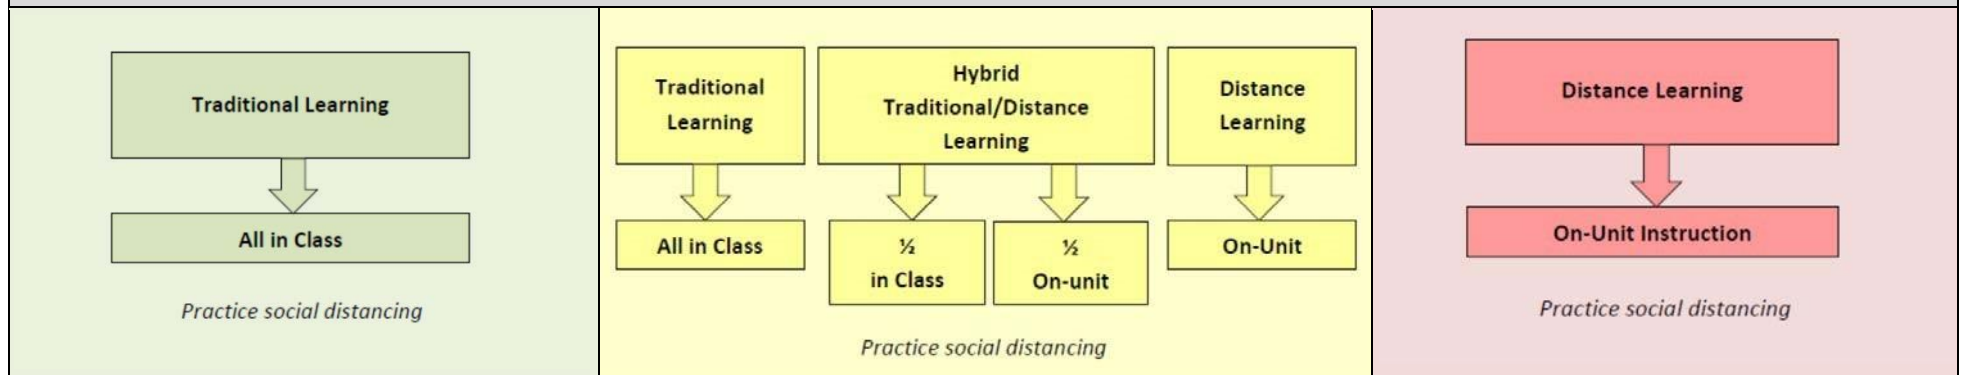 Traditional Learning
All in Class
Practice social distancing
Traditional
Learning
All in Class
Hybrid
Traditional/Distance
Learning
½
in Class
½
On-unit
Distance
Learning
On-Unit
Practice social distancing
Distance Learning
On-Unit Instruction
Practice social distancing